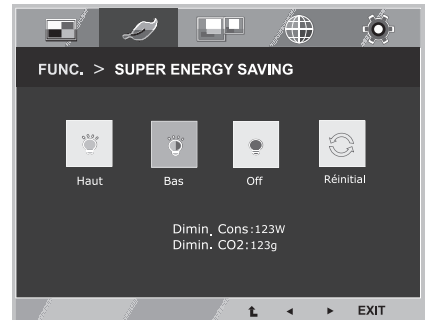 FUNC. > SUPER ENERGY SAVING
Haut Bas Off Réinitial
Dimin. Cons:123W
Dimin. CO2:123g
EXIT